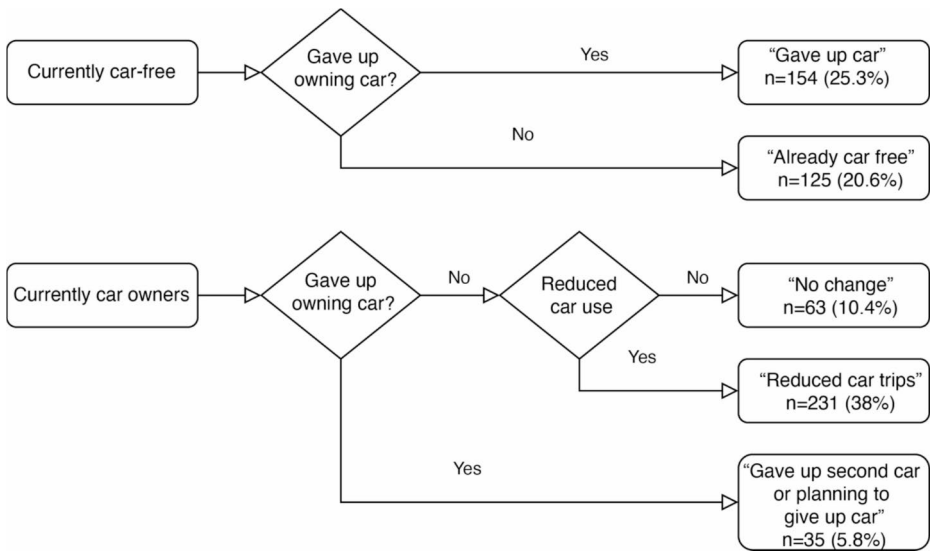 Currently car-free
Gave up
owning car?
Yes
“Gave up car”
n=154 (25.3%)
No
“Already car free”
n=125 (20.6%)
Currently car owners
Gave up
owning car?
No
Reduced
car use
No
“No change”
n=63 (10.4%)
Yes
“Reduced car trips”
n=231 (38%)
Yes
“Gave up second car
or planning to
give up car”
n=35 (5.8%)